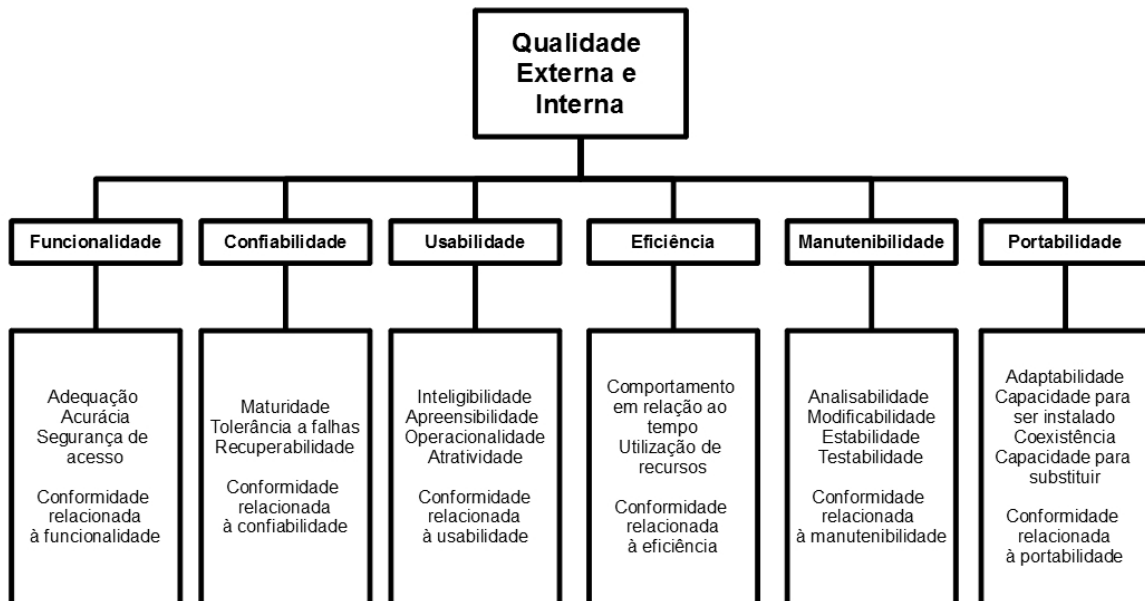 Qualidade
Externa e
Interna
Funcionalidade
Confiabilidade
Usabilidade
Eficiência
Manutenibilidade
Portabilidade
Adequação
Acurácia
Segurança de
acesso
Conformidade
relacionada
à funcionalidade
Maturidade
Tolerância a falhas
Recuperabilidade
Conformidade
relacionada
à confiabilidade
Inteligibilidade
Apreensibilidade
Operacionalidade
Atratividade
Conformidade
relacionada
à usabilidade
Comportamento
em relação ao
tempo
Utilização de
recursos
Conformidade
relacionada
à eficiência
Analisabilidade
Modificabilidade
Estabilidade
Testabilidade
Conformidade
relacionada
à manutenibilidade
Adaptabilidade
Capacidade para
ser instalado
Coexistência
Capacidade para
substituir
Conformidade
relacionada
à portabilidade